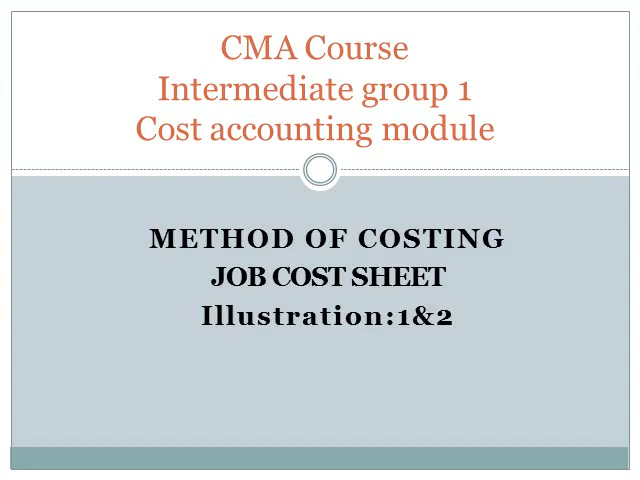 CMA Course
Intermediate group 1
Cost accounting module
METHOD OF COSTING
JOB COST SHEET
Illustration:1&2